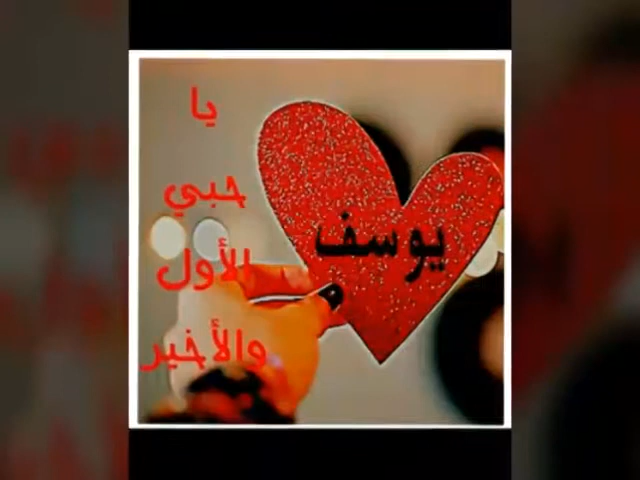 يا
حبي
الأول
والأخير
يوسف